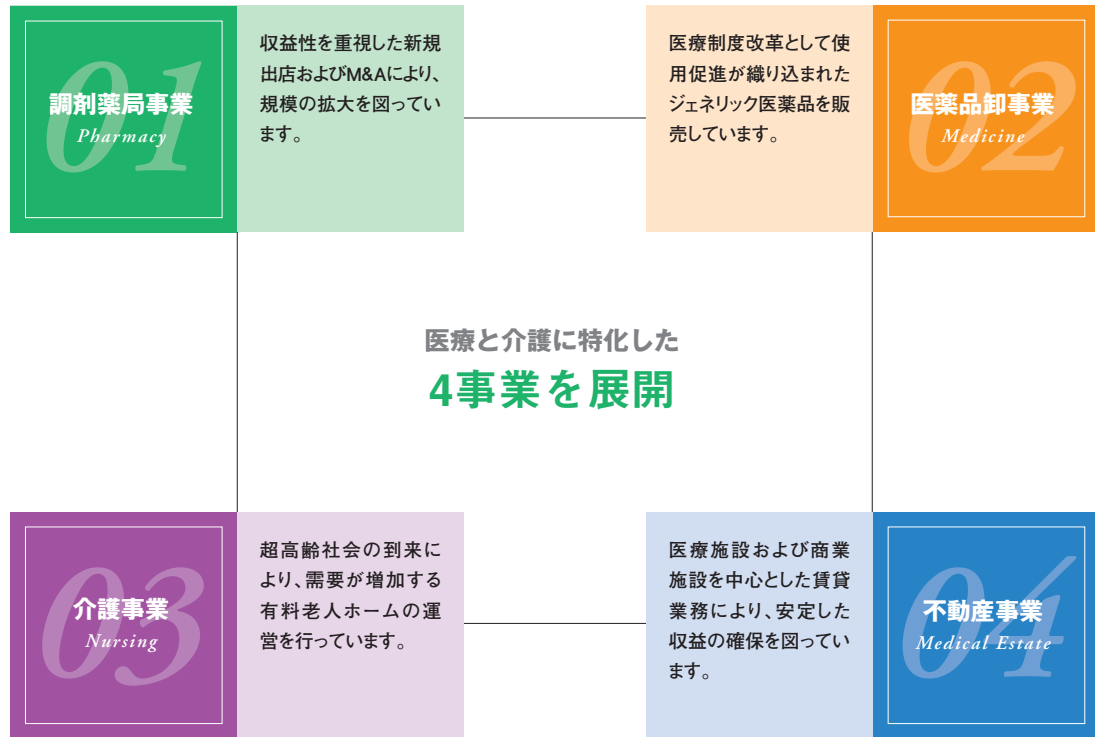 01
調剤薬局事業
Pharmacy
収益性を重視した新規
出店およびM&Aにより、
規模の拡大を図ってい
ます。
医療制度改革として使
用促進が織り込まれた
ジェネリック医薬品を販
売しています。
02
医薬品卸事業
Medicine
医療と介護に特化した
4事業を展開
03
介護事業
Nursing
超高齢社会の到来に
より、需要が増加する
有料老人ホームの運
営を行っています。
医療施設および商業
施設を中心とした賃貸
業務により、安定した
収益の確保を図ってい
ます。
04
不動産事業
Medical Estate